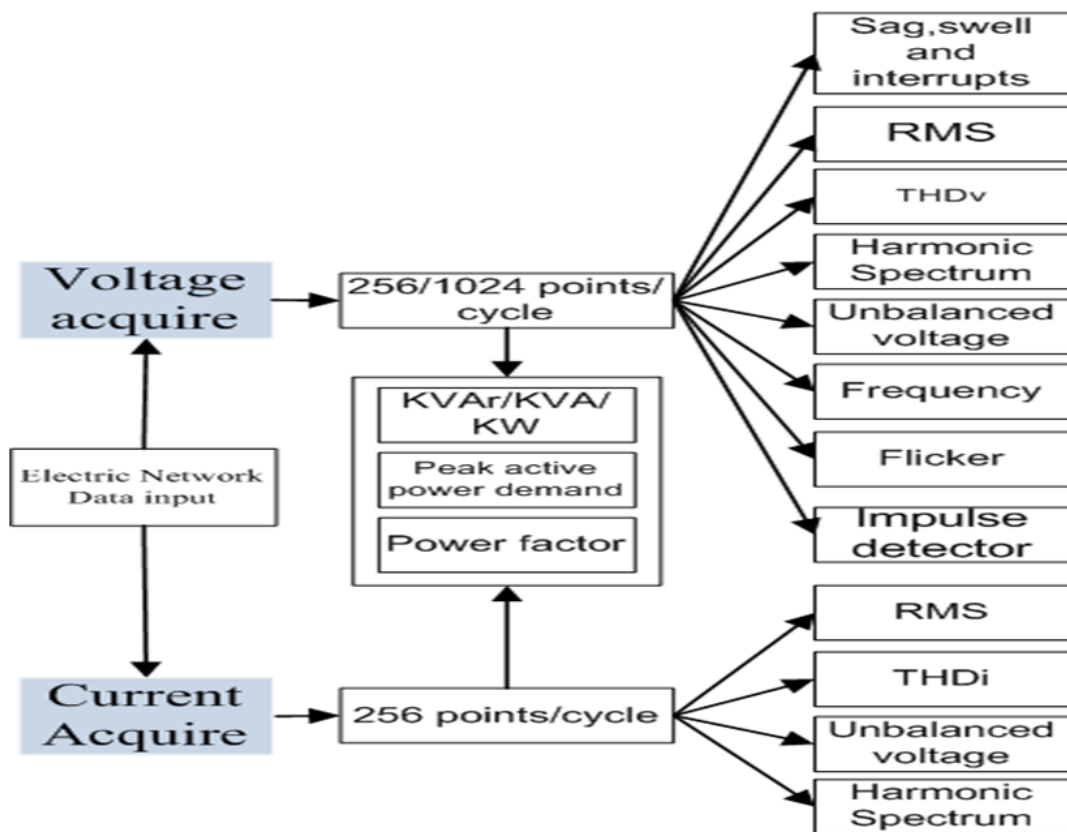 Sag,swell
and
interrupts
RMS
THDv
Harmonic
Spectrum
Voltage
acquire
256/1024 points/
cycle
Unbalanced
voltage
KVAr/KVA/
KW
Frequency
Electric Network
Data input
Peak active
power demand
Flicker
Power factor
Impulse
detector
RMS
Current
Acquire
256 points/cycle
THDi
Unbalanced
voltage
Harmonic
Spectrum